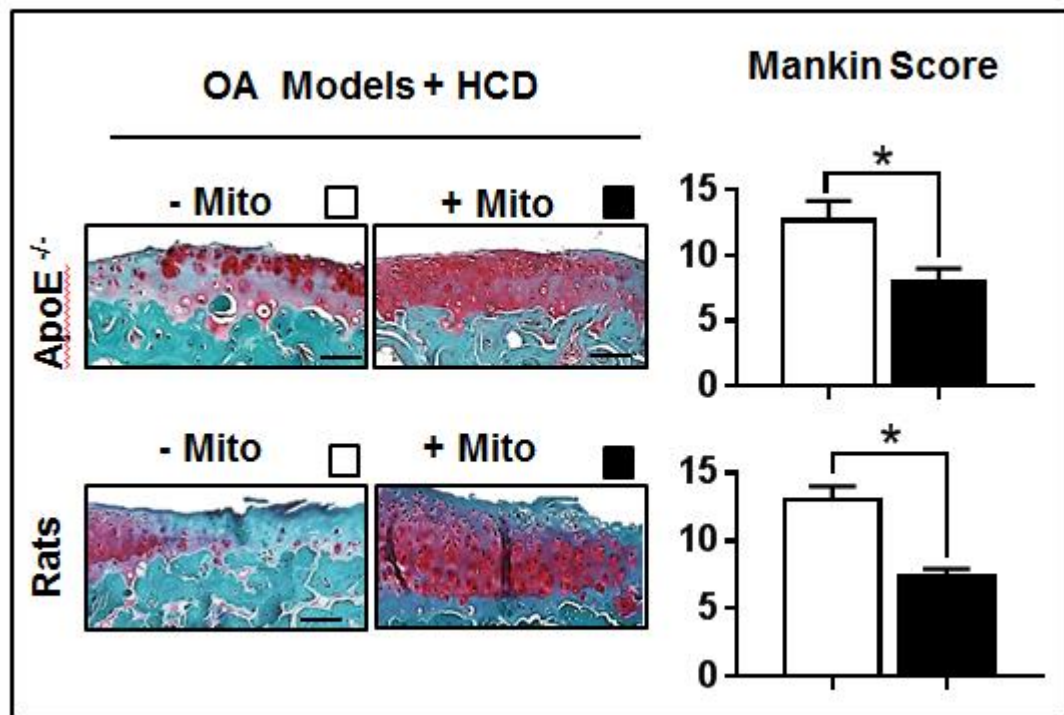 OA Models + HCD
Mankin Score
- Mito
+ Mito
ApoE -/-
*
15
10
5
0
- Mito
+ Mito
Rats
*
15
10
5
0